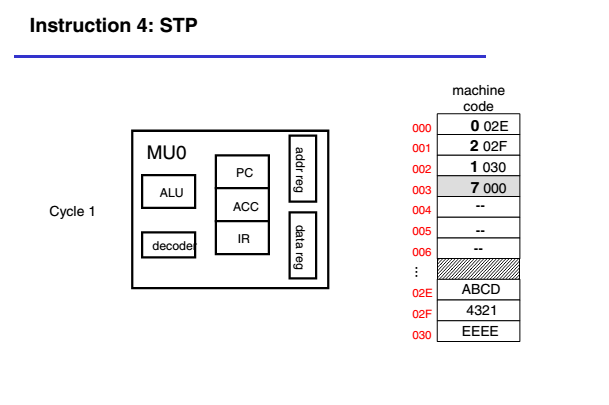 Instruction 4: STP
machine
code
000 0 02E
001 2 02F
002 1 030
003 7 000
004 --
005 --
006 --
⋮
02E ABCD
02F 4321
030 EEEE
Cycle 1
MU0
ALU
decoder
PC
ACC
IR
addr reg
data reg